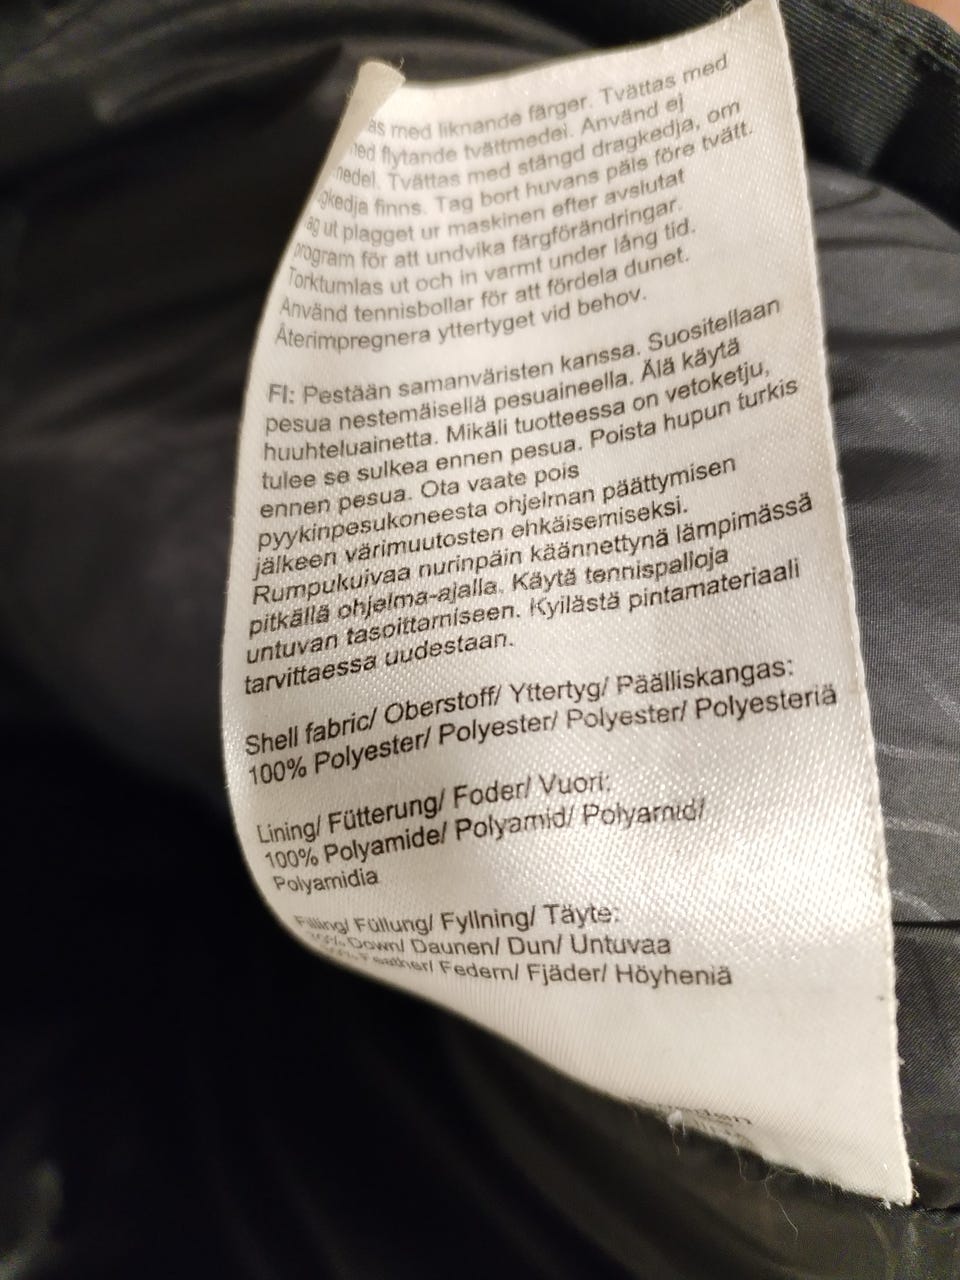 med liknande färger. Tvättas med
flytande tvättmedel. Använd ej
Tvättas med stängd dragkedja, om
finns. Tag bort huvans päls före tvätt.
ut plagget ur maskinen efter avslutat
program för att undvika färgförändringar.
Torktumlas ut och in varmt under lång tid.
Använd tennisbollar för att fördela dunet.
Återimpregnera yttertyget vid behov.
FI: Pestään samanväristen kanssa. Suositellaan
pesua nestemäisellä pesuaineella. Älä käytä
huuhteluainetta. Mikäli tuotteessa on vetoketju,
tulee se sulkea ennen pesua. Poista hupun turkis
ennen pesua. Ota vaate pois
pyykinpesukoneesta ohjelman päättymisen
jälkeen värimuutosten ehkäisemiseksi.
Rumpukuivaa nurinpäin käännettynä lämpimässä
pitkällä ohjelma-ajalla. Käytä tennispalloja
untuvan tasoittamiseen. Kyllästä pintamateriaali
tarvittaessa uudestaan.
Shell fabric/ Oberstoff/ Yttertyg/ Päälliskangas:
100% Polyester/ Polyester/ Polyester/ Polyesteriä
Lining/ Fütterung/ Foder/ Vuori:
100% Polyamide/ Polyamid/ Polyamid/
Polyamidia
Filling/ Füllung/ Fyllning/ Täyte:
Down/ Daunen/ Dun/ Untuvaa
Feather/ Federn/ Fjäder/ Höyheniä